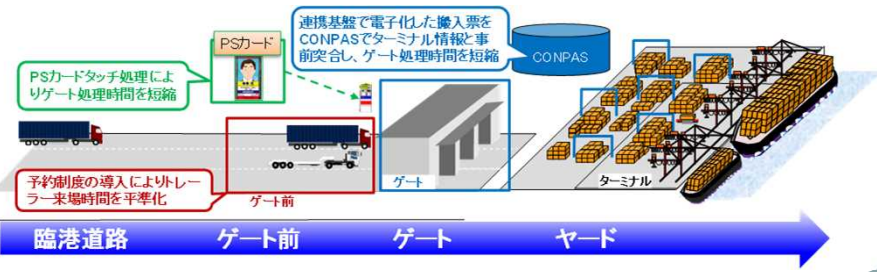 連携基盤で電子化した搬入票を
CONPASでターミナル情報と事
前突合し、ゲート処理時間を短縮
PSカード
CONPAS
PSカードタッチ処理によ
りゲート処理時間を短縮
予約制度の導入によりトレー
ラー来場時間を平準化
ゲート前
ゲート
ターミナル
臨港道路
ゲート前
ゲート
ヤード